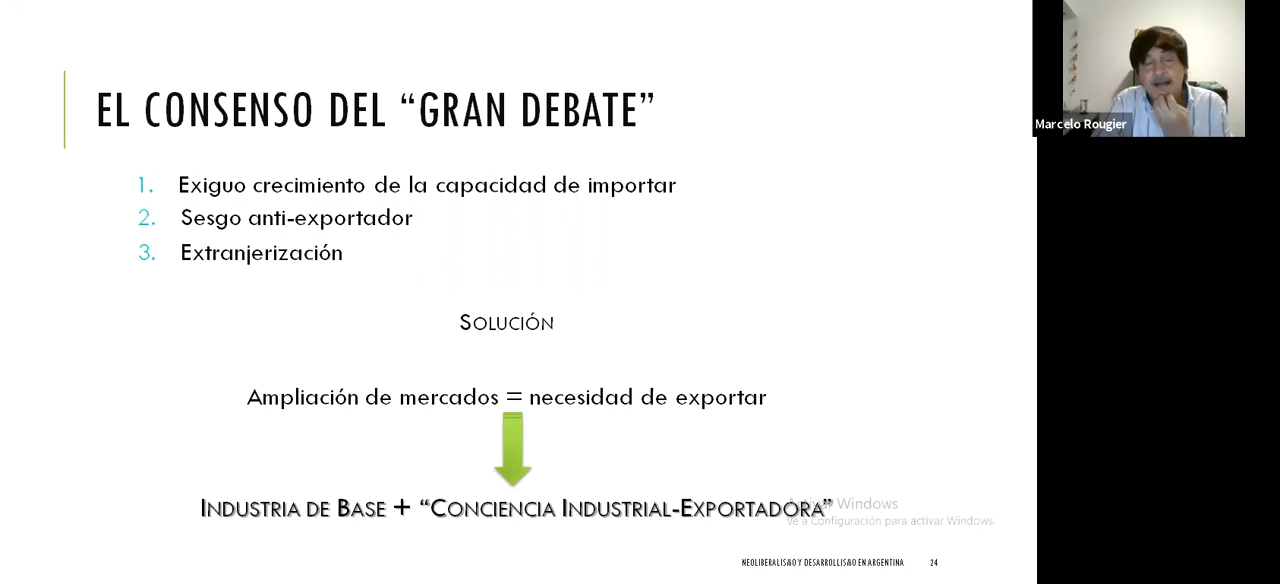 EL CONSENSO DEL “GRAN DEBATE”
1. Exiguo crecimiento de la capacidad de importar
2. Sesgo anti-exportador
3. Extranjerización
SOLUCIÓN
Ampliación de mercados = necesidad de exportar
INDUSTRIA DE BASE + “CONCIENCIA INDUSTRIAL-EXPORTADORA”
Activar Windows
Ve a Configuración para activar Windows.
NEOLIBERALISMO Y DESARROLLISMO EN ARGENTINA 24
Marcelo Rougier